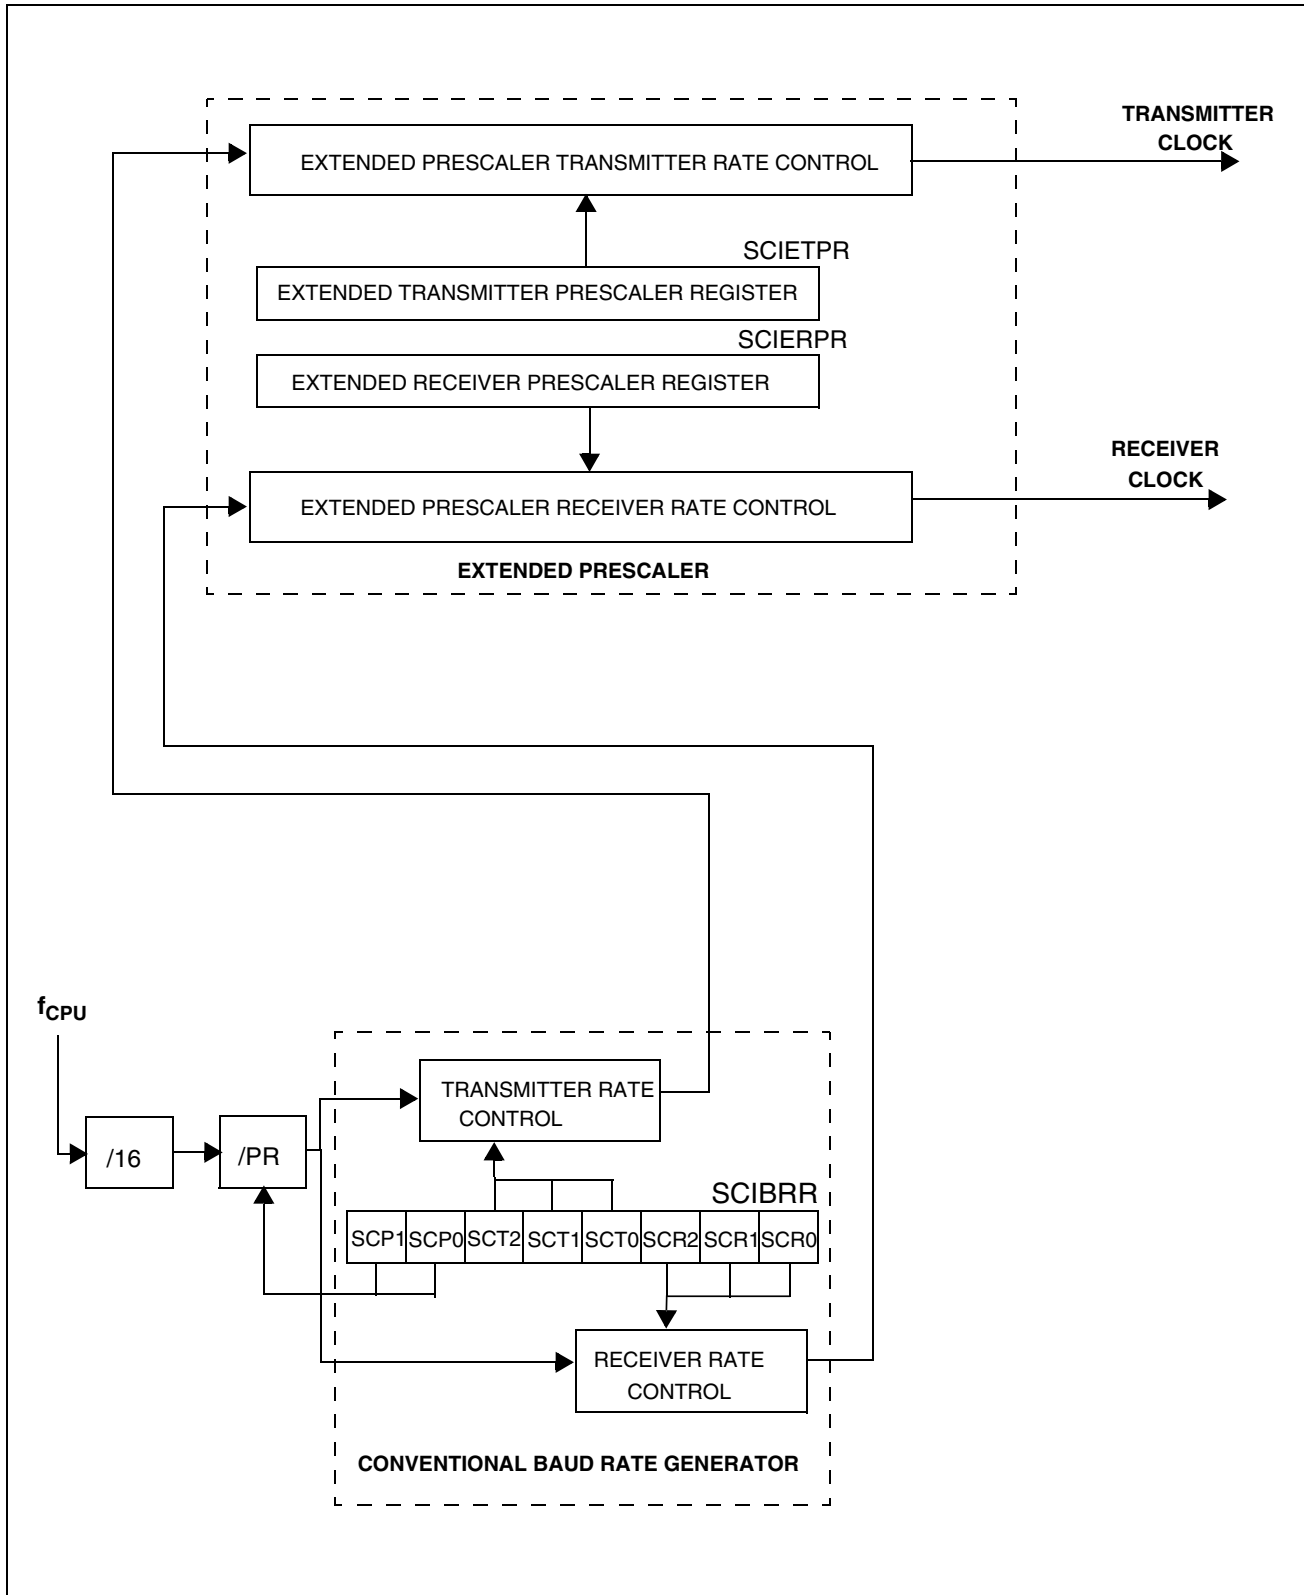 TRANSMITTER
CLOCK
EXTENDED PRESCALER TRANSMITTER RATE CONTROL
SCIETPR
EXTENDED TRANSMITTER PRESCALER REGISTER
SCIERPR
EXTENDED RECEIVER PRESCALER REGISTER
RECEIVER
CLOCK
EXTENDED PRESCALER RECEIVER RATE CONTROL
EXTENDED PRESCALER
fCPU
TRANSMITTER RATE
CONTROL
/16
/PR
SCIBRR
SCP1 SCP0 SCT2 SCT1 SCT0 SCR2 SCR1 SCR0
RECEIVER RATE
CONTROL
CONVENTIONAL BAUD RATE GENERATOR